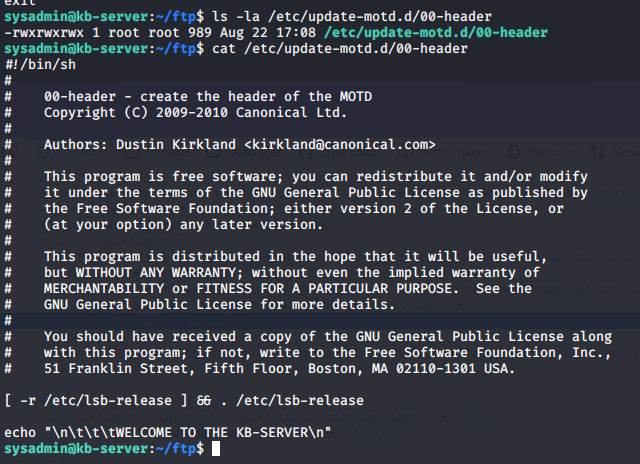 exit
sysadmin@kb-server:~/ftp$ ls -la /etc/update-motd.d/00-header
-rwxrwxrwx 1 root root 989 Aug 22 17:08 /etc/update-motd.d/00-header
sysadmin@kb-server:~/ftp$ cat /etc/update-motd.d/00-header
#!/bin/sh
#
#    00-header - create the header of the MOTD
#    Copyright (C) 2009-2010 Canonical Ltd.
#
#    Authors: Dustin Kirkland <kirkland@canonical.com>
#
#    This program is free software; you can redistribute it and/or modify
#    it under the terms of the GNU General Public License as published by
#    the Free Software Foundation; either version 2 of the License, or
#    (at your option) any later version.
#
#    This program is distributed in the hope that it will be useful,
#    but WITHOUT ANY WARRANTY; without even the implied warranty of
#    MERCHANTABILITY or FITNESS FOR A PARTICULAR PURPOSE.  See the
#    GNU General Public License for more details.
#
#    You should have received a copy of the GNU General Public License along
#    with this program; if not, write to the Free Software Foundation, Inc.,
#    51 Franklin Street, Fifth Floor, Boston, MA 02110-1301 USA.

[ -r /etc/lsb-release ] && . /etc/lsb-release

echo "\n\t\t\tWELCOME TO THE KB-SERVER\n"
sysadmin@kb-server:~/ftp$